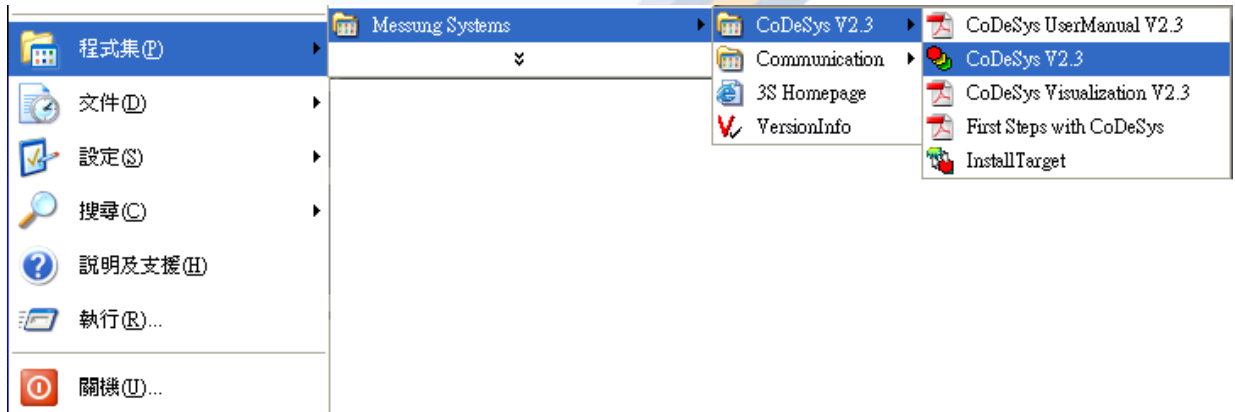 程式集(P)
文件(D)
設定(S)
搜尋(C)
說明及支援(H)
執行(R)...
關機(U)...
Messung Systems
CoDeSys V2.3
Communication
3S Homepage
VersionInfo
CoDeSys UserManual V2.3
CoDeSys V2.3
CoDeSys Visualization V2.3
First Steps with CoDeSys
InstallTarget